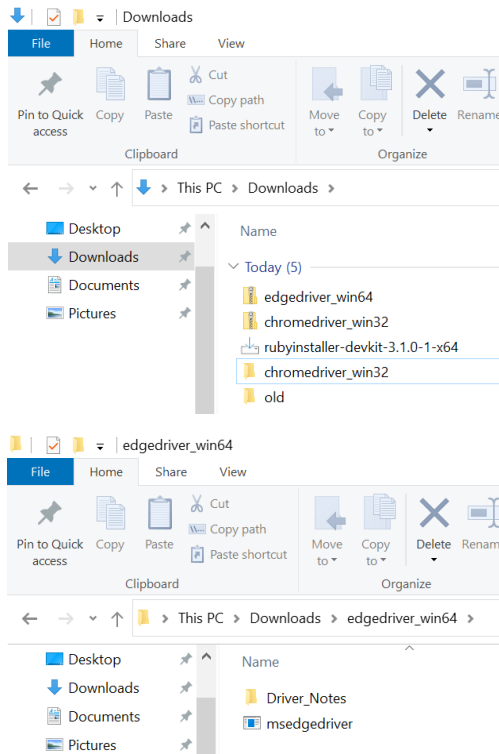 Downloads
File Home Share View
Pin to Quick access
Copy
Paste
Cut
Copy path
Paste shortcut
Move to
Copy to
Delete
Rename
Clipboard
Organize
This PC > Downloads >
Desktop
Downloads
Documents
Pictures
Name
Today (5)
edgedriver_win64
chromedriver_win32
rubyinstaller-devkit-3.1.0-1-x64
chromedriver_win32
old
edgedriver_win64
File Home Share View
Pin to Quick access
Copy
Paste
Cut
Copy path
Paste shortcut
Move to
Copy to
Delete
Renam
Clipboard
Organize
This PC > Downloads > edgedriver_win64 >
Desktop
Downloads
Documents
Pictures
Name
Driver_Notes
msedgedriver